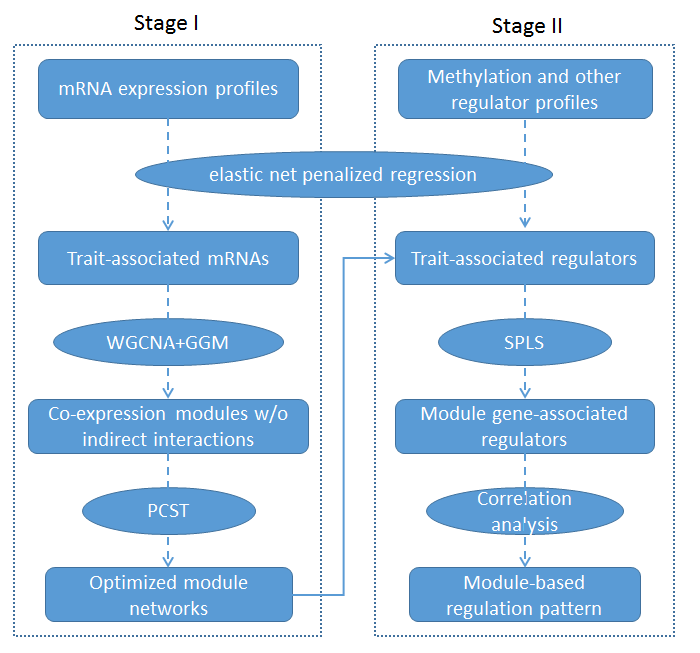 Stage I
mRNA expression profiles
elastic net penalized regression
Trait-associated mRNAs
WGCNA+GGM
Co-expression modules w/o
indirect interactions
PCST
Optimized module
networks
Stage II
Methylation and other
regulator profiles
Trait-associated regulators
SPLS
Module gene-associated
regulators
Correlation
analysis
Module-based
regulation pattern